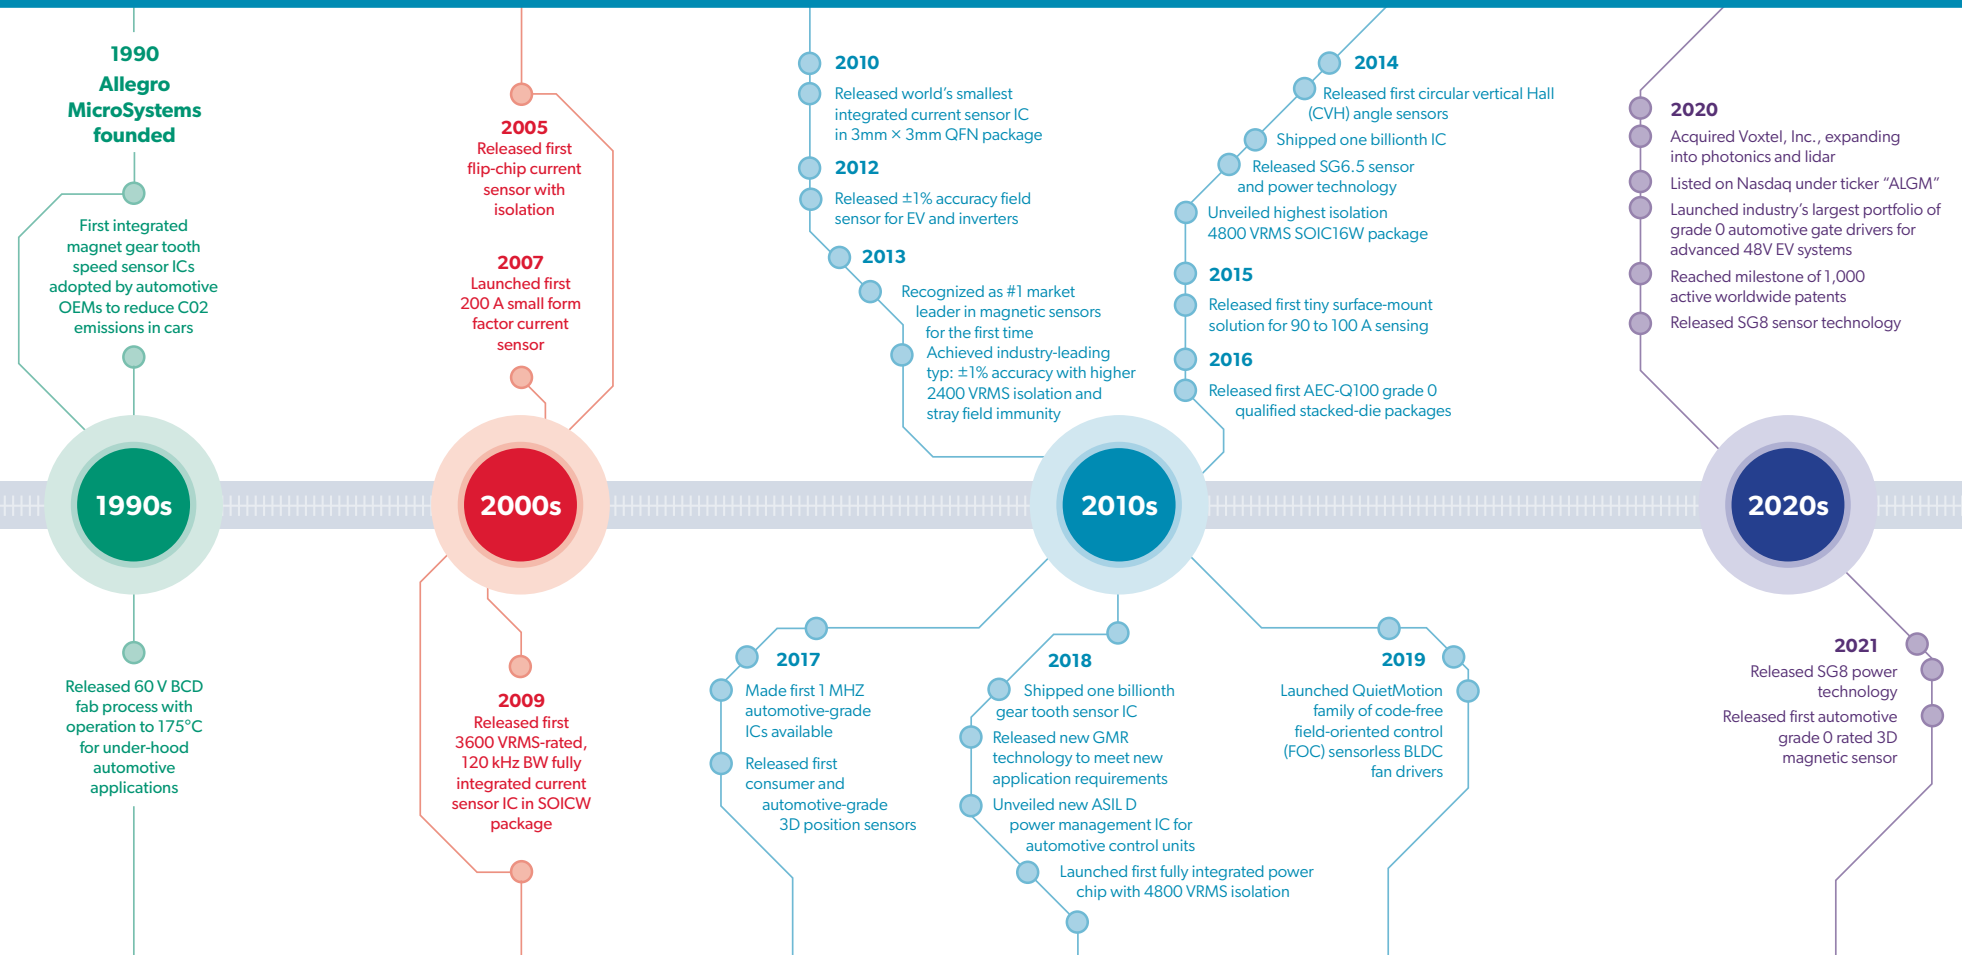 1990
Allegro
MicroSystems
founded
First integrated
magnet gear tooth
speed sensor ICs
adopted by automotive
OEMs to reduce C02
emissions in cars
1990s
Released 60 V BCD
fab process with
operation to 175°C
for under-hood
automotive
applications
2005
Released first
flip-chip current
sensor with
isolation
2007
Launched first
200 A small form
factor current
sensor
2000s
2009
Released first
3600 VRMS-rated,
120 kHz BW fully
integrated current
sensor IC in SOICW
package
2010
Released world's smallest
integrated current sensor IC
in 3mm × 3mm QFN package
2012
Released ±1% accuracy field
sensor for EV and inverters
2013
Recognized as #1 market
leader in magnetic sensors
for the first time
Achieved industry-leading
typ: ±1% accuracy with higher
2400 VRMS isolation and
stray field immunity
2014
Released first circular vertical Hall
(CVH) angle sensors
Shipped one billionth IC
Released SG6.5 sensor
and power technology
Unveiled highest isolation
4800 VRMS SOIC16W package
2015
Released first tiny surface-mount
solution for 90 to 100 A sensing
2016
Released first AEC-Q100 grade 0
qualified stacked-die packages
2010s
2017
Made first 1 MHZ
automotive-grade
ICs available
Released first
consumer and
automotive-grade
3D position sensors
2018
Shipped one billionth
gear tooth sensor IC
Released new GMR
technology to meet new
application requirements
Unveiled new ASIL D
power management IC for
automotive control units
Launched first fully integrated power
chip with 4800 VRMS isolation
2019
Launched QuietMotion
family of code-free
field-oriented control
(FOC) sensorless BLDC
fan drivers
2020
Acquired Voxtel, Inc., expanding
into photonics and lidar
Listed on Nasdaq under ticker “ALGM”
Launched industry's largest portfolio of
grade 0 automotive gate drivers for
advanced 48V EV systems
Reached milestone of 1,000
active worldwide patents
Released SG8 sensor technology
2020s
2021
Released SG8 power
technology
Released first automotive
grade 0 rated 3D
magnetic sensor